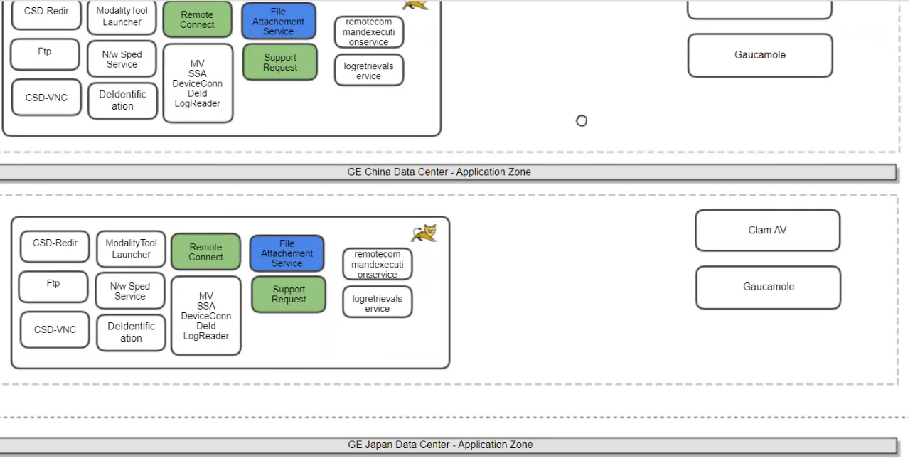 CSD Redir
ModalityTool
Launcher
Remote
Connect
File
Attachement
Service
remotecom
mandexecuti
onservice
Ftp
N/w Sped
Service
MV
SSA
DeviceConn
DeId
LogReader
Support
Request
logretrievals
ervice
CSD-VNC
DeIdentific
ation
Gaucamole
GE China Data Center - Application Zone
CSD-Redir
ModalityTool
Launcher
Remote
Connect
File
Attachement
Service
remotecom
mandexecuti
onservice
Ftp
N/w Sped
Service
MV
SSA
DeviceConn
DeId
LogReader
Support
Request
logretrievals
ervice
CSD-VNC
DeIdentific
ation
Clam AV
Gaucamole
GE Japan Data Center - Application Zone